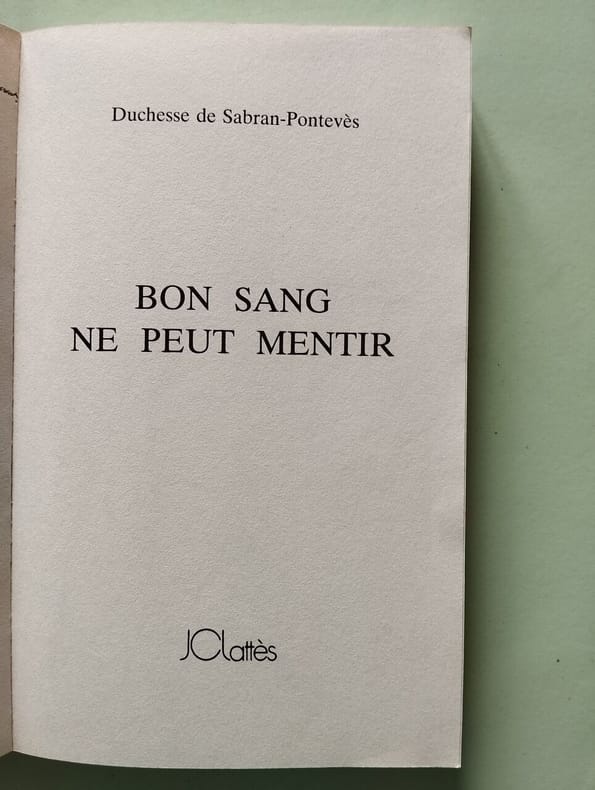 Duchesse de Sabran-Pontevès
BON SANG
NE PEUT MENTIR
JClattès